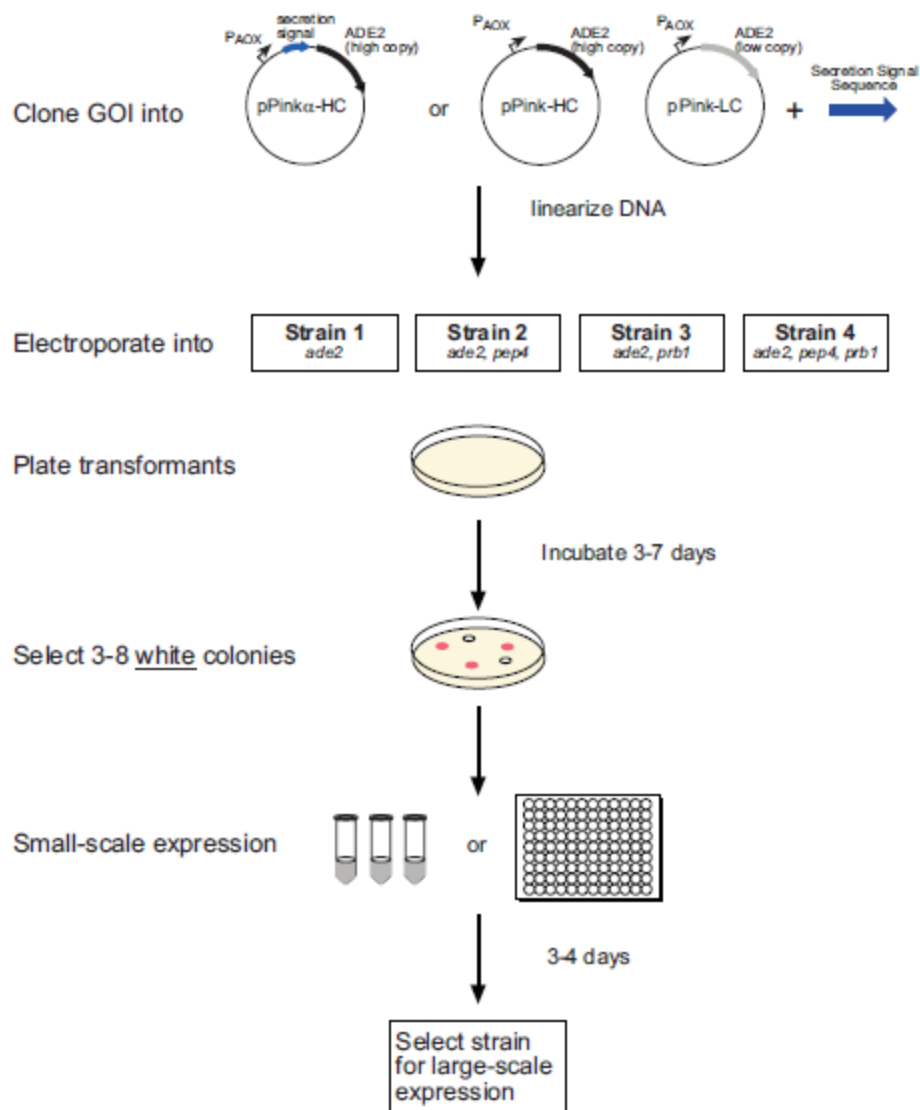 PAOX
secretion
signal
ADE2
(high copy)
PAOX
ADE2
(high copy)
PAOX
ADE2
(low copy)
Secretion Signal
Sequence
Clone GOI into
pPinkα-HC
or
pPink-HC
pPink-LC
+
linearize DNA
Electroporate into
Strain 1
ade2
Strain 2
ade2, pep4
Strain 3
ade2, prb1
Strain 4
ade2, pep4, prb1
Plate transformants
Incubate 3-7 days
Select 3-8 white colonies
Small-scale expression
or
3-4 days
Select strain
for large-scale
expression